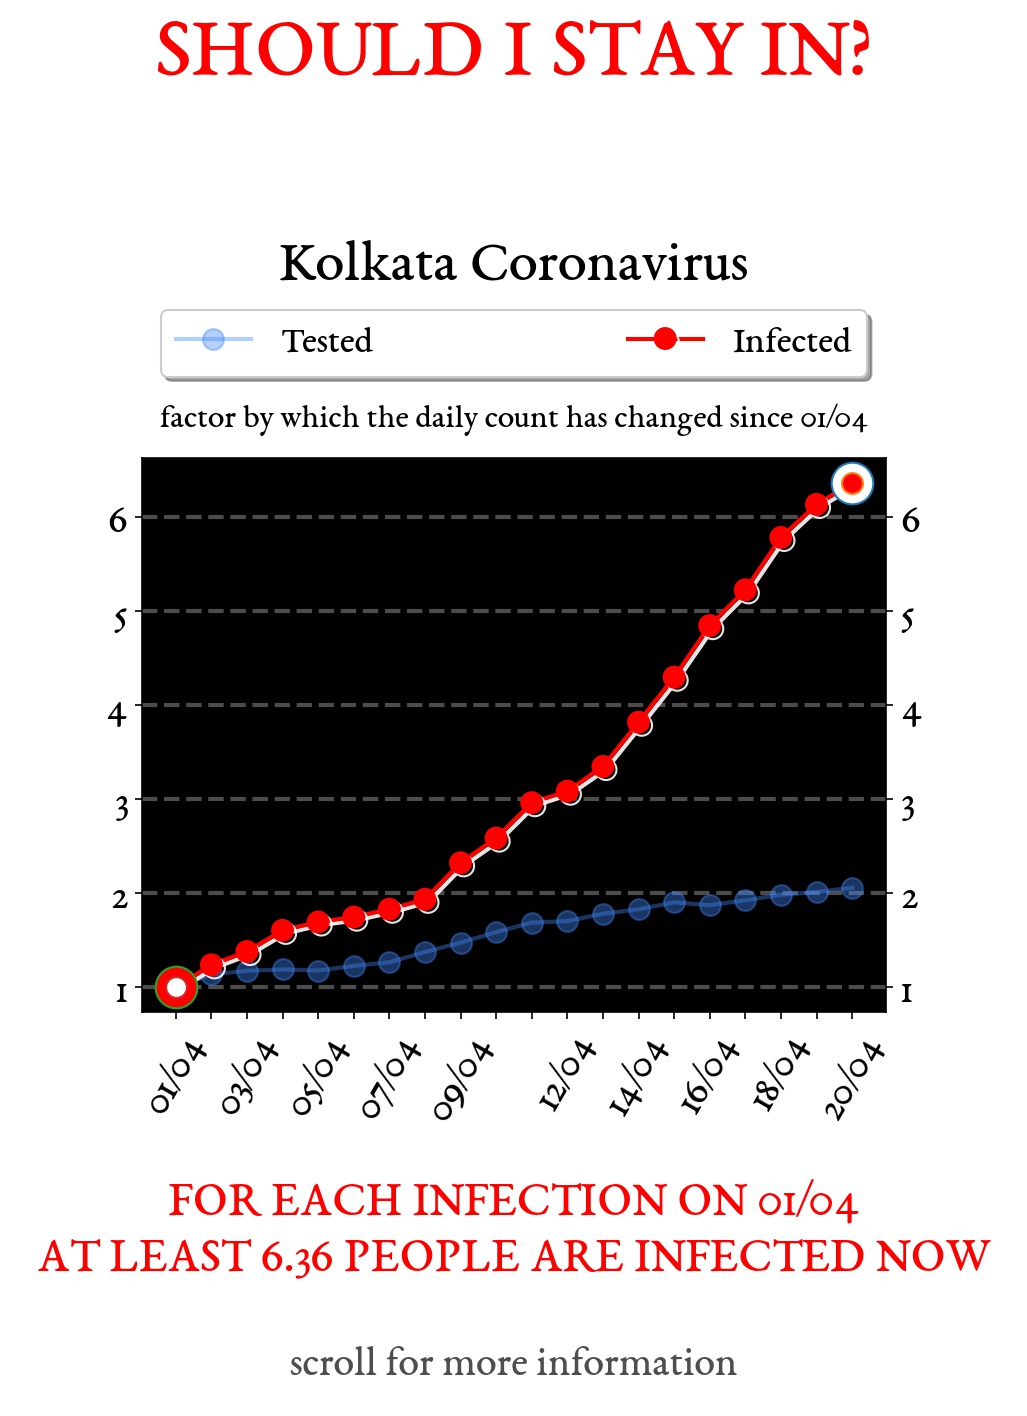 SHOULD I STAY IN?
Kolkata Coronavirus
Tested Infected
factor by which the daily count has changed since 01/04
6 6
5 5
4 4
3 3
2 2
1 1
01/04 03/04 05/04 07/04 09/04 12/04 14/04 16/04 18/04 20/04
FOR EACH INFECTION ON 01/04
AT LEAST 6.36 PEOPLE ARE INFECTED NOW
scroll for more information